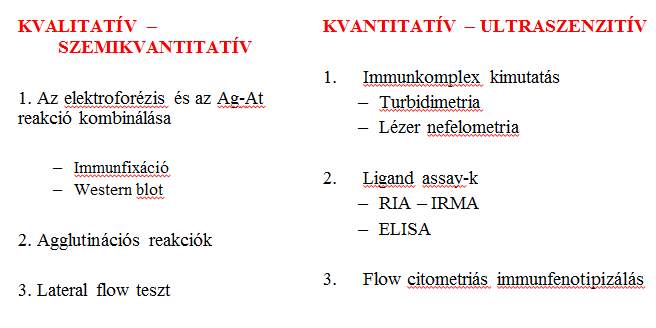 KVALITATÍV –
SZEMIKVANTITATÍV
1. Az elektroforézis és az Ag-At
reakció kombinálása
– Immunfixáció
– Western blot
2. Agglutinációs reakciók
3. Lateral flow teszt
KVANTITATÍV – ULTRASZENZITÍV
1. Immunkomplex kimutatás
– Turbidimetria
– Lézer nefelometria
2. Ligand assay-k
– RIA – IRMA
– ELISA
3. Flow citometriás immunfenotipizálás